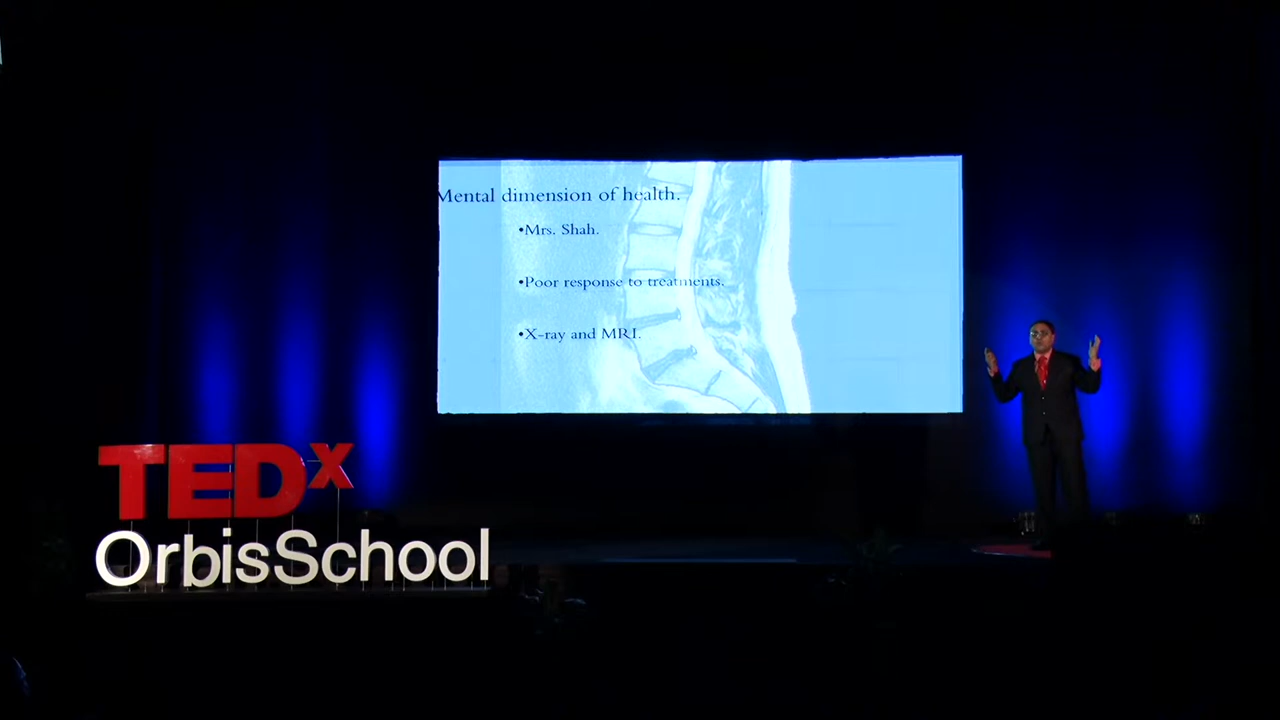 Mental dimension of health.
•Mrs. Shah.
•Poor response to treatments.
•X-ray and MRI.
TEDx
OrbisSchool